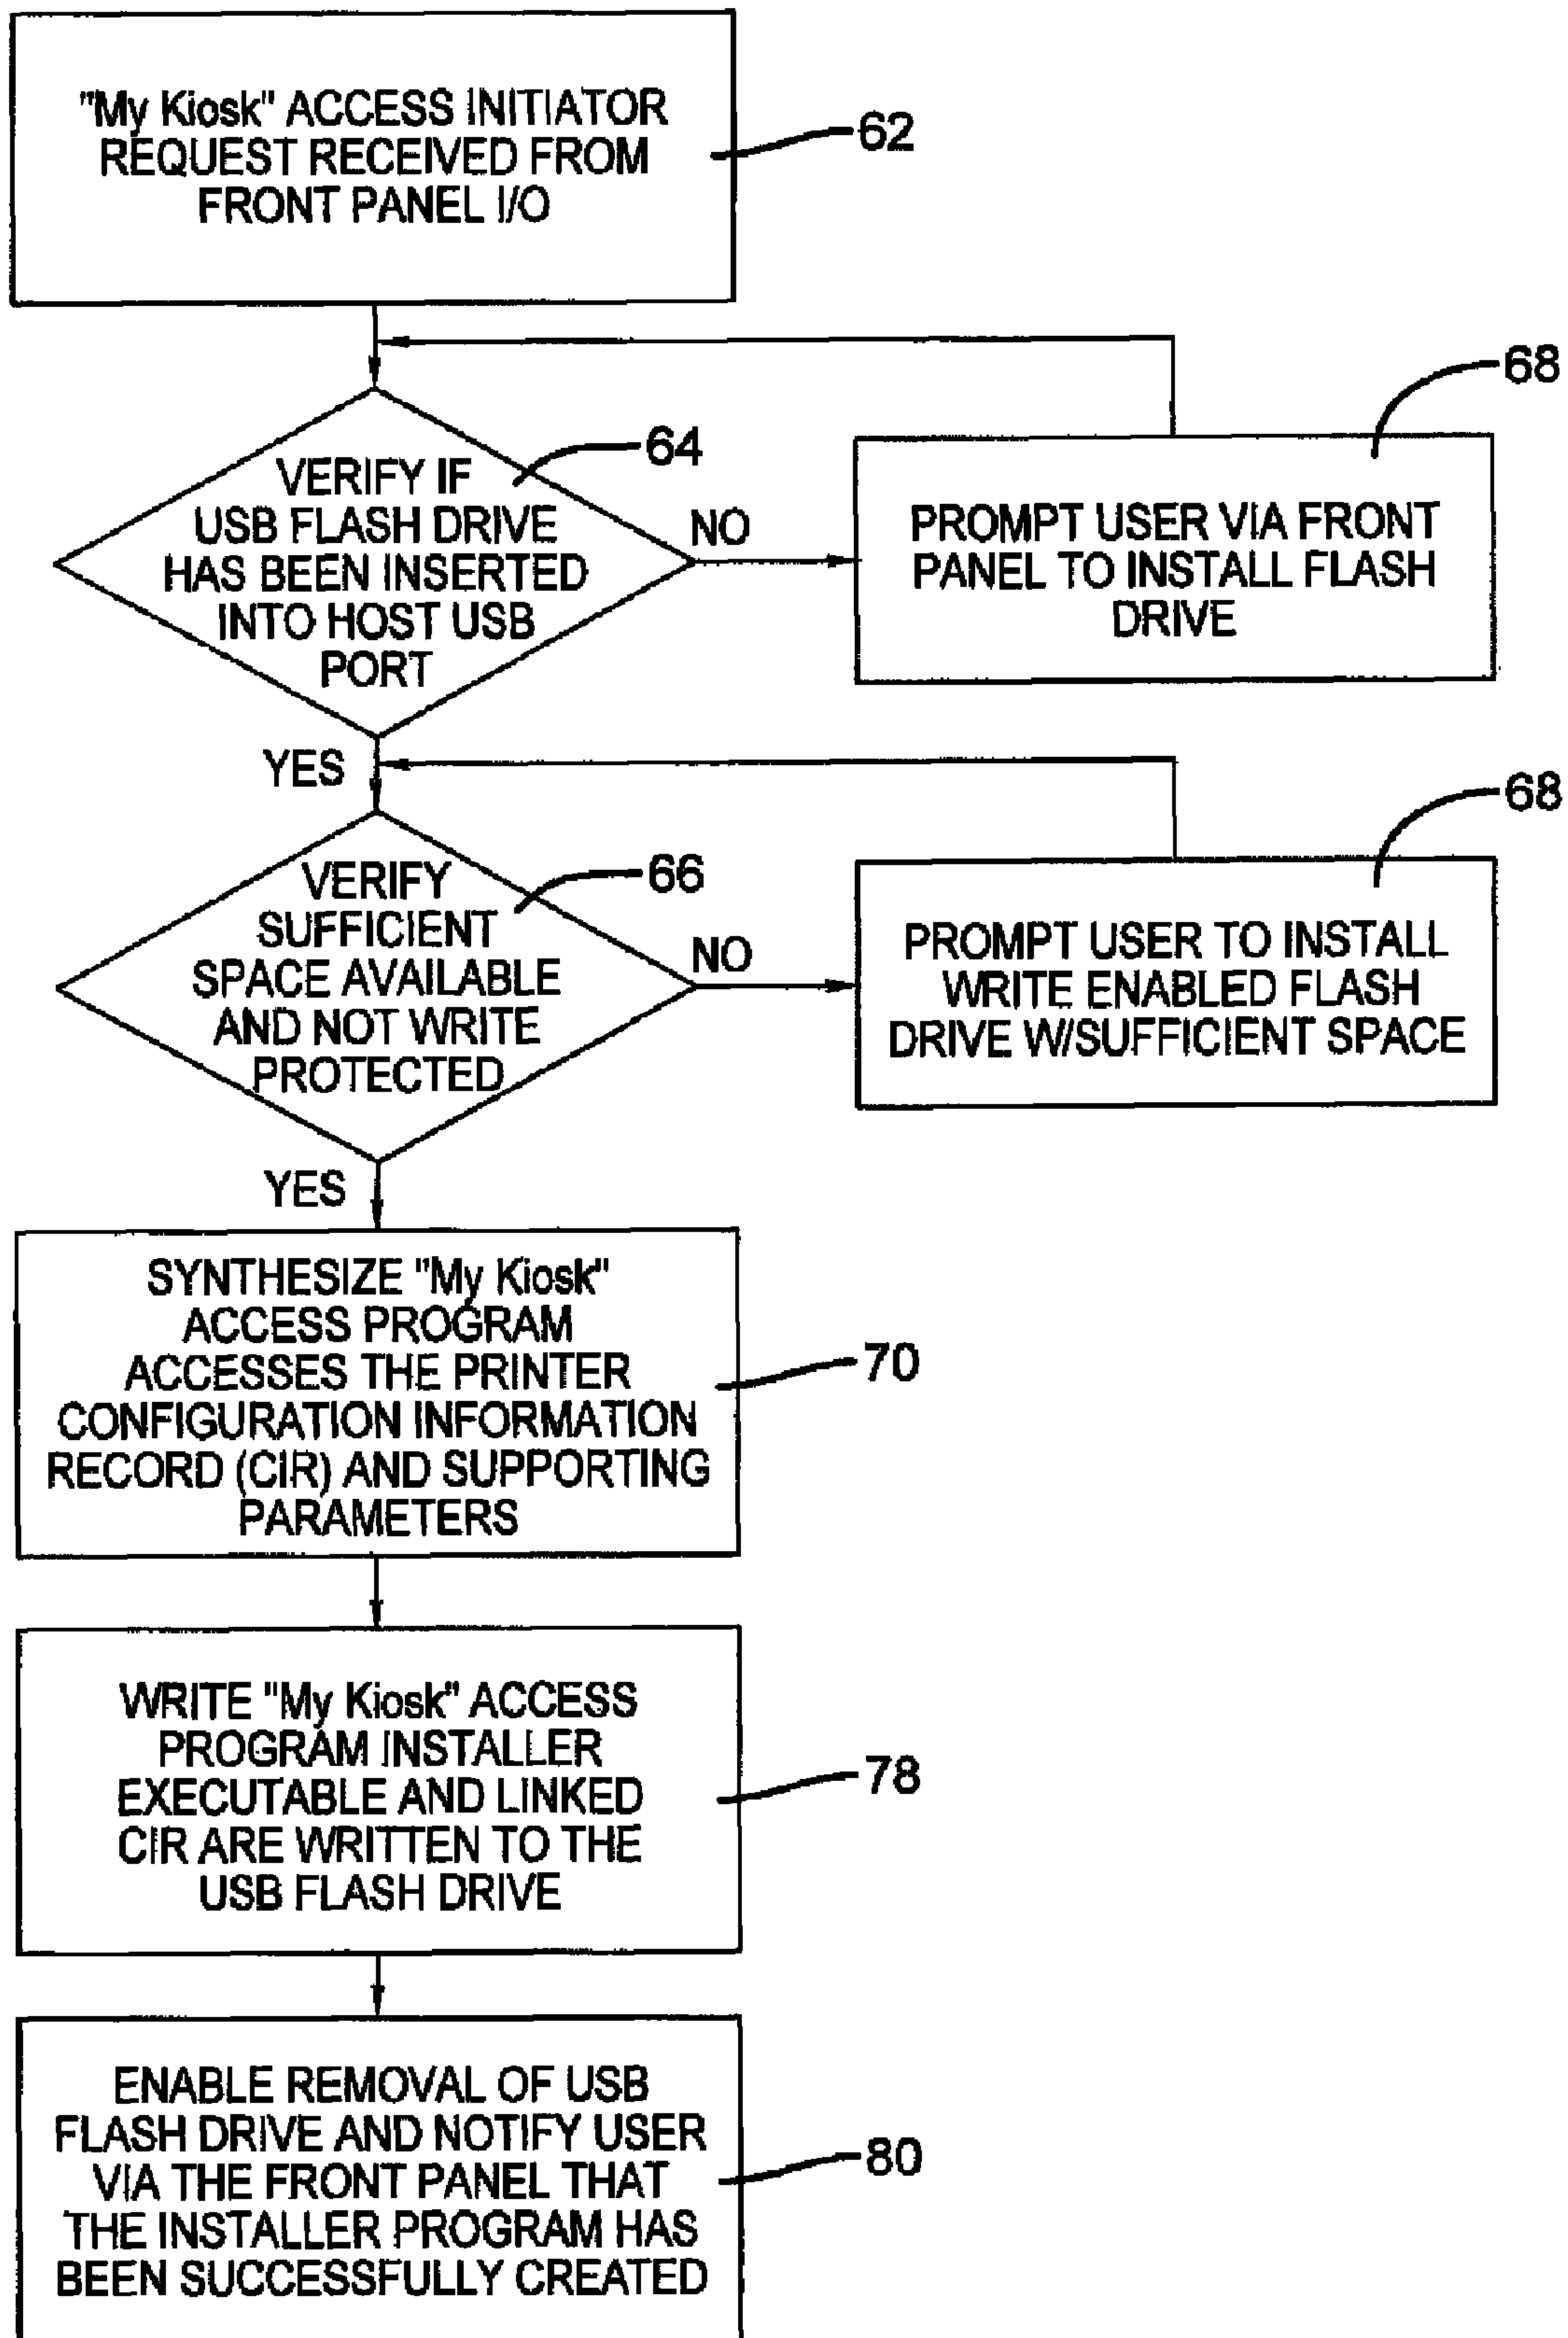 "My Kiosk" ACCESS INITIATOR
REQUEST RECEIVED FROM
FRONT PANEL I/O
62
VERIFY IF
USB FLASH DRIVE
HAS BEEN INSERTED
INTO HOST USB
PORT
64
NO
PROMPT USER VIA FRONT
PANEL TO INSTALL FLASH
DRIVE
68
YES
VERIFY
SUFFICIENT
SPACE AVAILABLE
AND NOT WRITE
PROTECTED
66
NO
PROMPT USER TO INSTALL
WRITE ENABLED FLASH
DRIVE W/SUFFICIENT SPACE
68
YES
SYNTHESIZE "My Kiosk"
ACCESS PROGRAM
ACCESSES THE PRINTER
CONFIGURATION INFORMATION
RECORD (CIR) AND SUPPORTING
PARAMETERS
70
WRITE "My Kiosk" ACCESS
PROGRAM INSTALLER
EXECUTABLE AND LINKED
CIR ARE WRITTEN TO THE
USB FLASH DRIVE
78
ENABLE REMOVAL OF USB
FLASH DRIVE AND NOTIFY USER
VIA THE FRONT PANEL THAT
THE INSTALLER PROGRAM HAS
BEEN SUCCESSFULLY CREATED
80